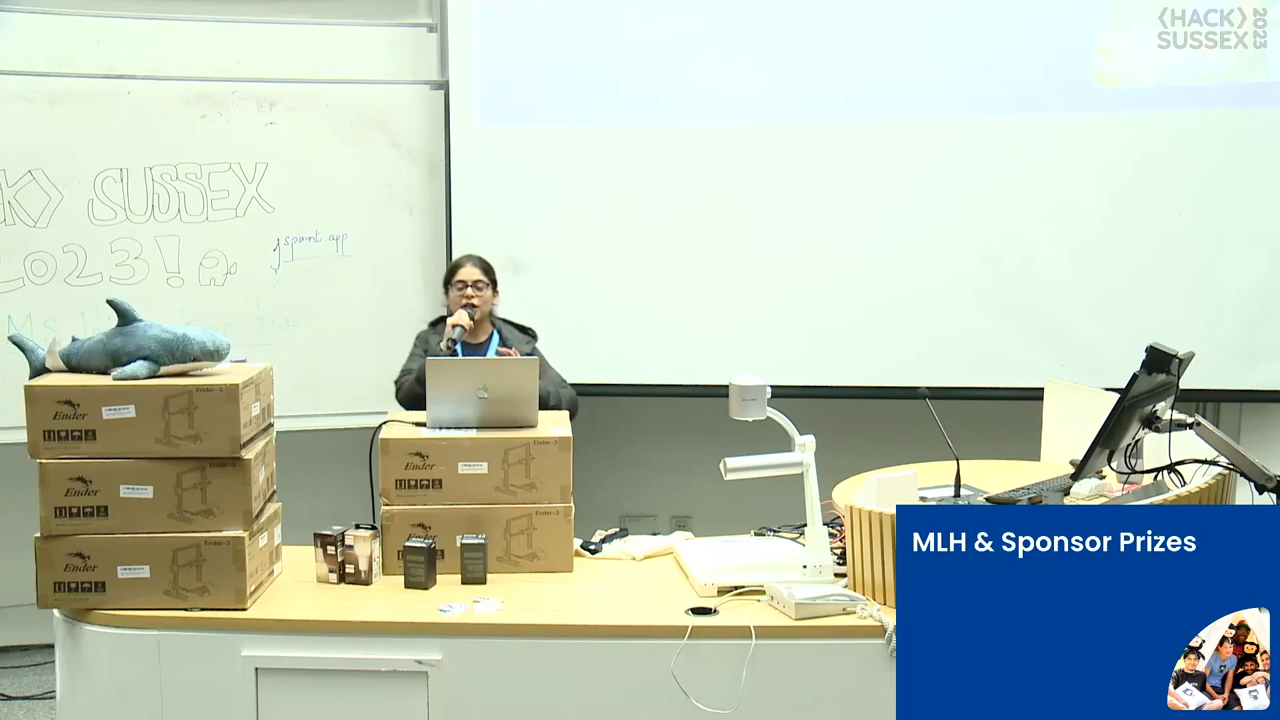 ⟨HACK⟩
SUSSEX
2023
K⟩ SUSSEX
2023!
jspaint.app
Ender-3
Ender
Ender-3
Ender
Ender-3
Ender
Ender-3
Ender
Ender-3
Ender
MLH & Sponsor Prizes